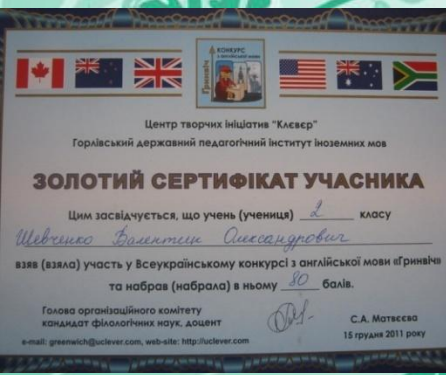 КОНКУРС
З АНГЛІЙСЬКОЇ МОВИ
Грінвіч
Центр творчих ініціатив "Клєвєр"
Горлівський державний педагогічний інститут іноземних мов
ЗОЛОТИЙ СЕРТИФІКАТ УЧАСНИКА
Цим засвідчується, що учень (учениця) 2 класу
Шевченко Валентин Олександрович
взяв (взяла) участь у Всеукраїнському конкурсі з англійської мови «Грінвіч»
та набрав (набрала) в ньому 80 балів.
Голова організаційного комітету
кандидат філологічних наук, доцент
С.А. Матвєєва
15 грудня 2011 року
e-mail: greenwich@uclever.com, web-site: http://uclever.com